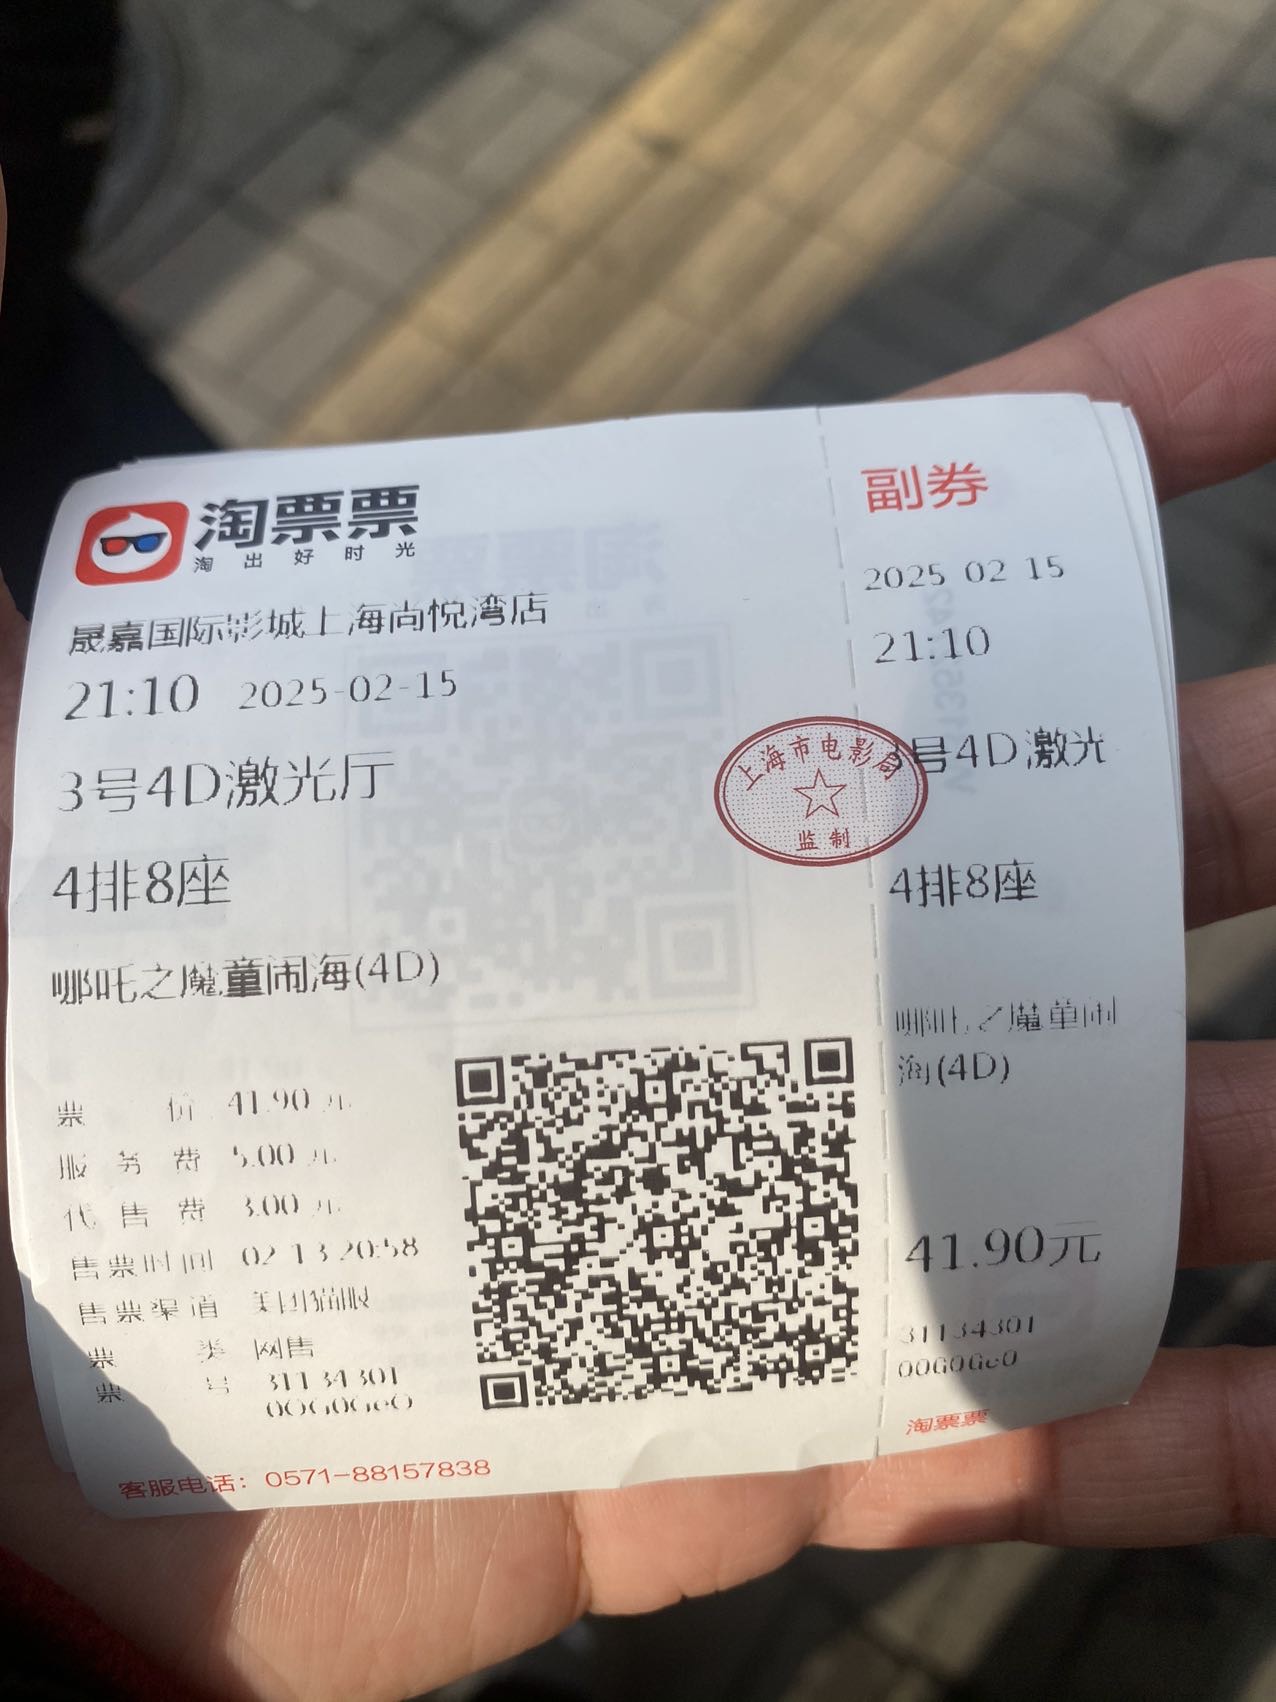 淘票票
淘出好时光
晟嘉国际影城上海尚悦湾店
21:10 2025-02-15
3号4D激光厅
4排8座
哪吒之魔童闹海(4D)
票价 41.90元
服务费 5.00元
代售费 3.00元
售票时间 02-13 20:58
售票渠道 美团猫眼
票类 网售
票号 31134301
00G0Ge0
客服电话：0571-88157838
上海市电影局
监制
副券
2025-02-15
21:10
3号4D激光
4排8座
哪吒之魔童闹
海(4D)
41.90元
31134301
00G0Ge0
淘票票